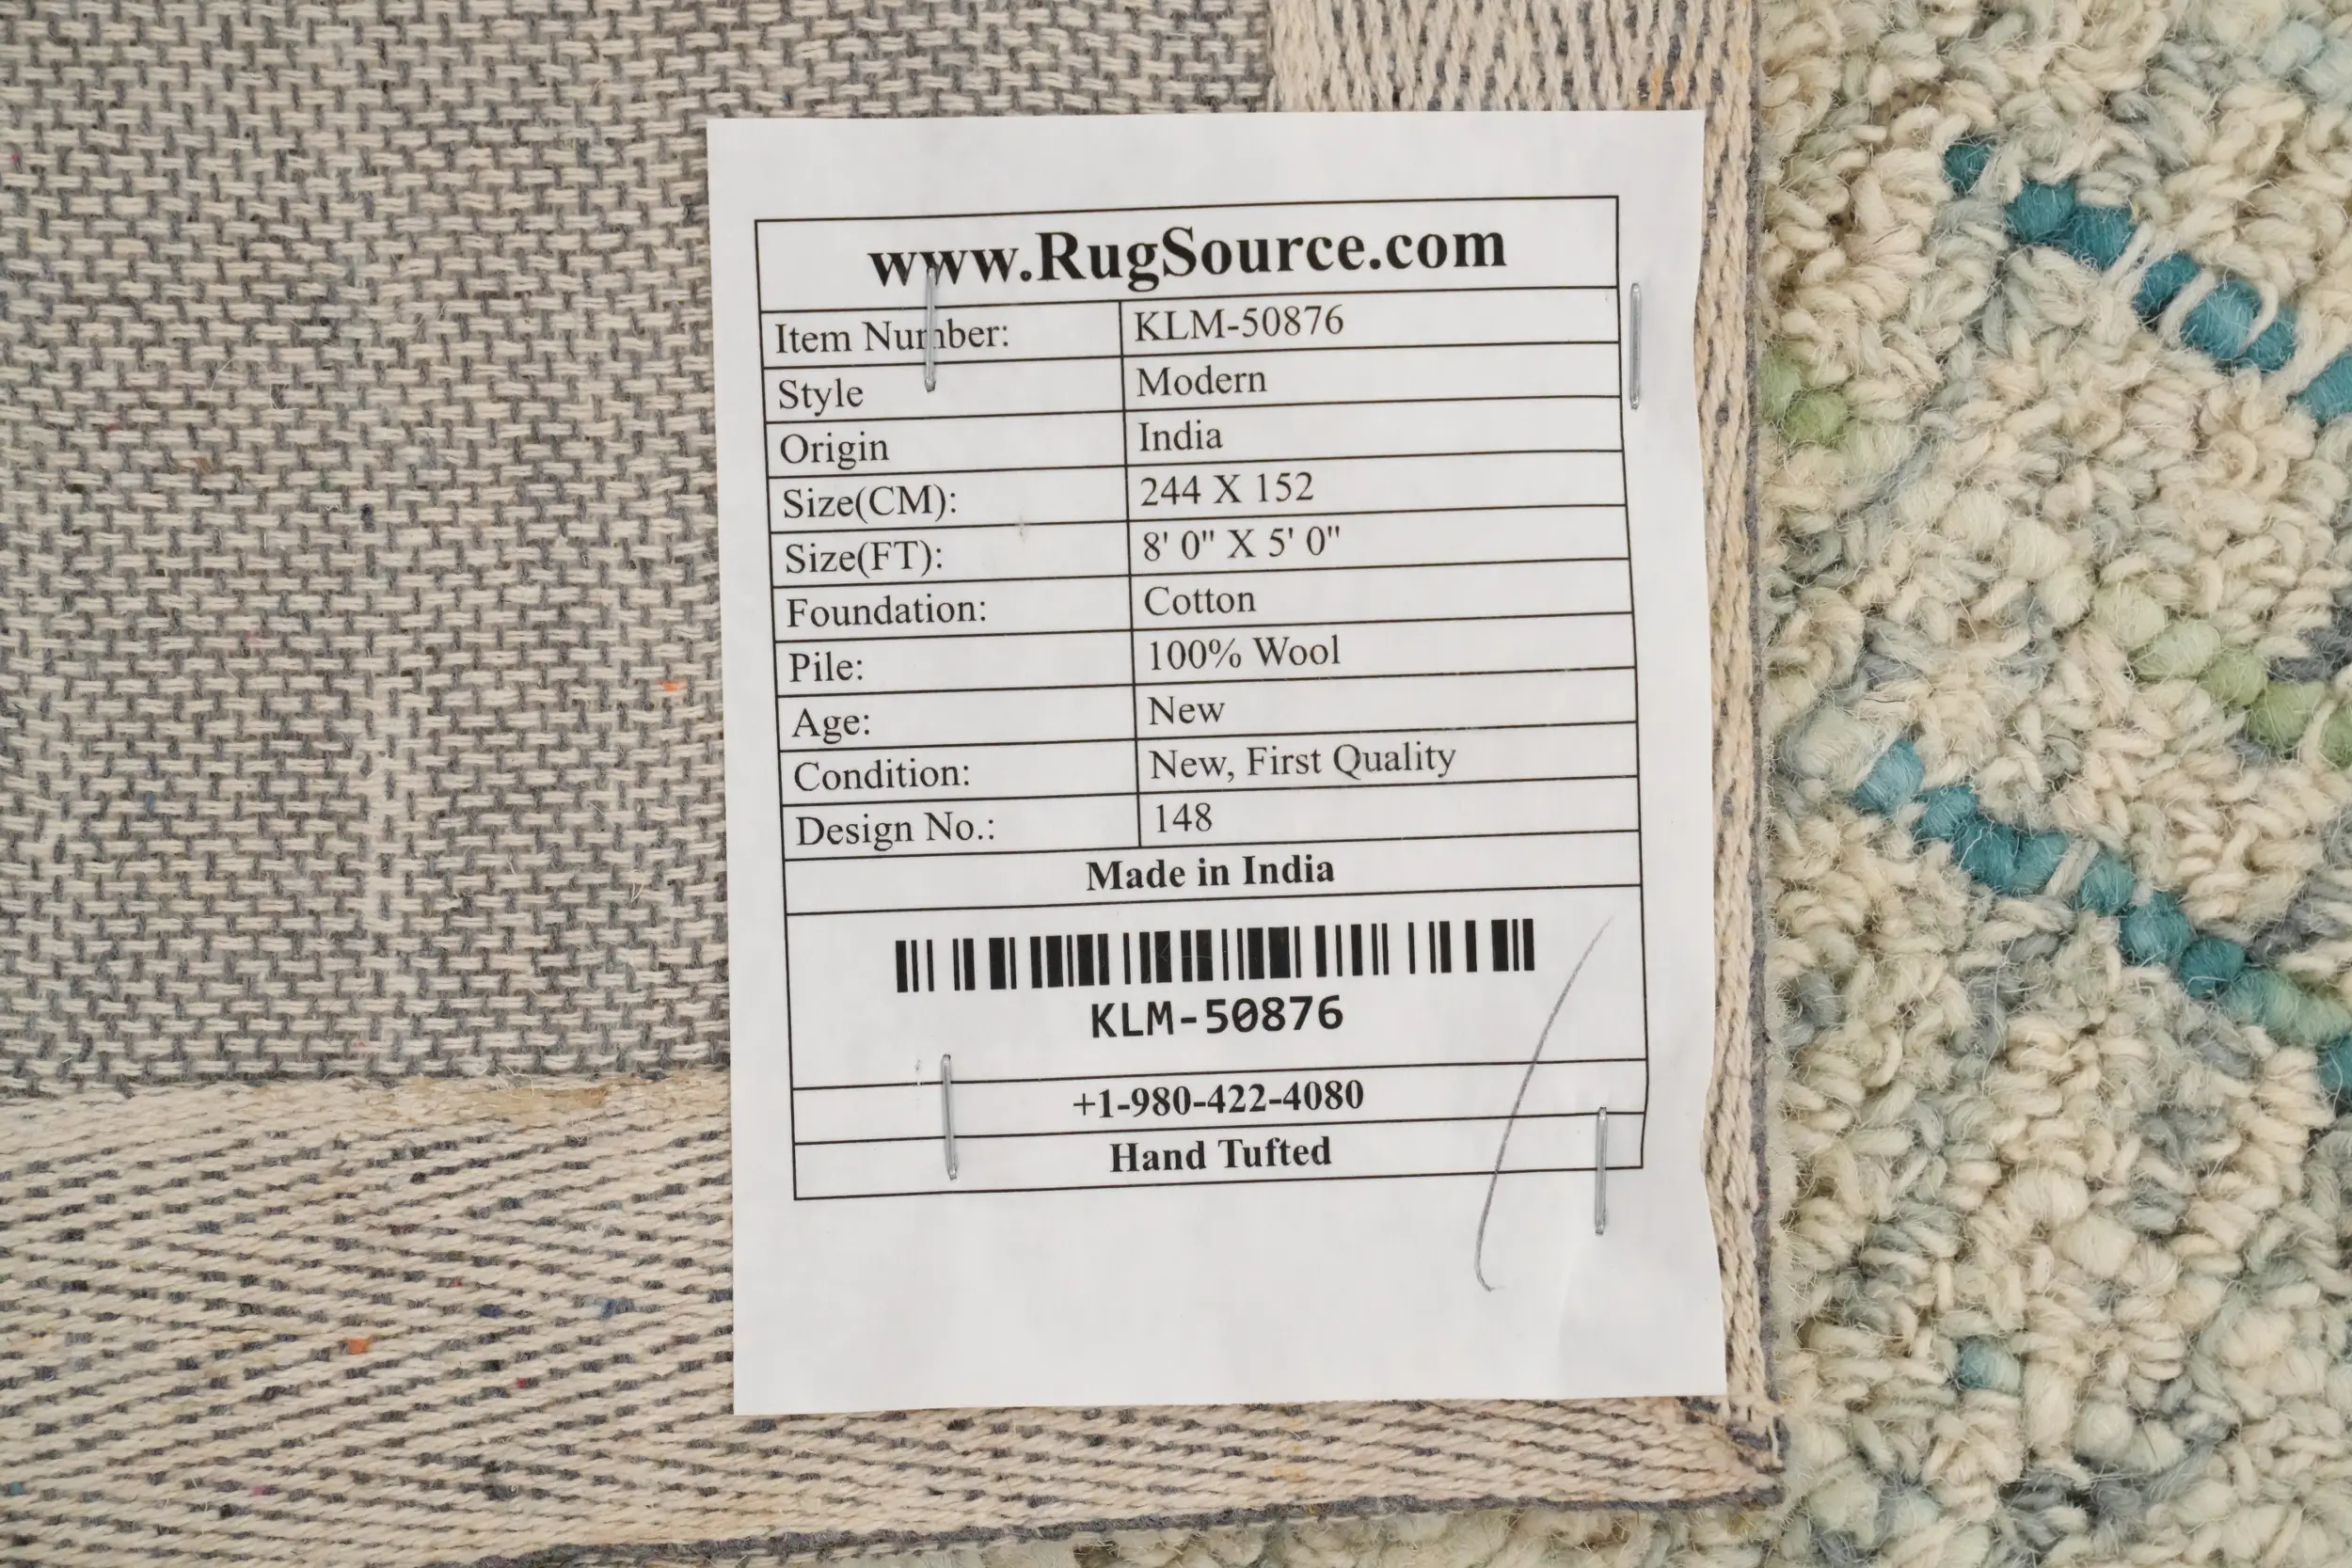 www.RugSource.com
Item Number: KLM-50876
Style Modern
Origin India
Size(CM): 244 X 152
Size(FT): 8' 0" X 5' 0"
Foundation: Cotton
Pile: 100% Wool
Age: New
Condition: New, First Quality
Design No.: 148
Made in India
KLM-50876
+1-980-422-4080
Hand Tufted